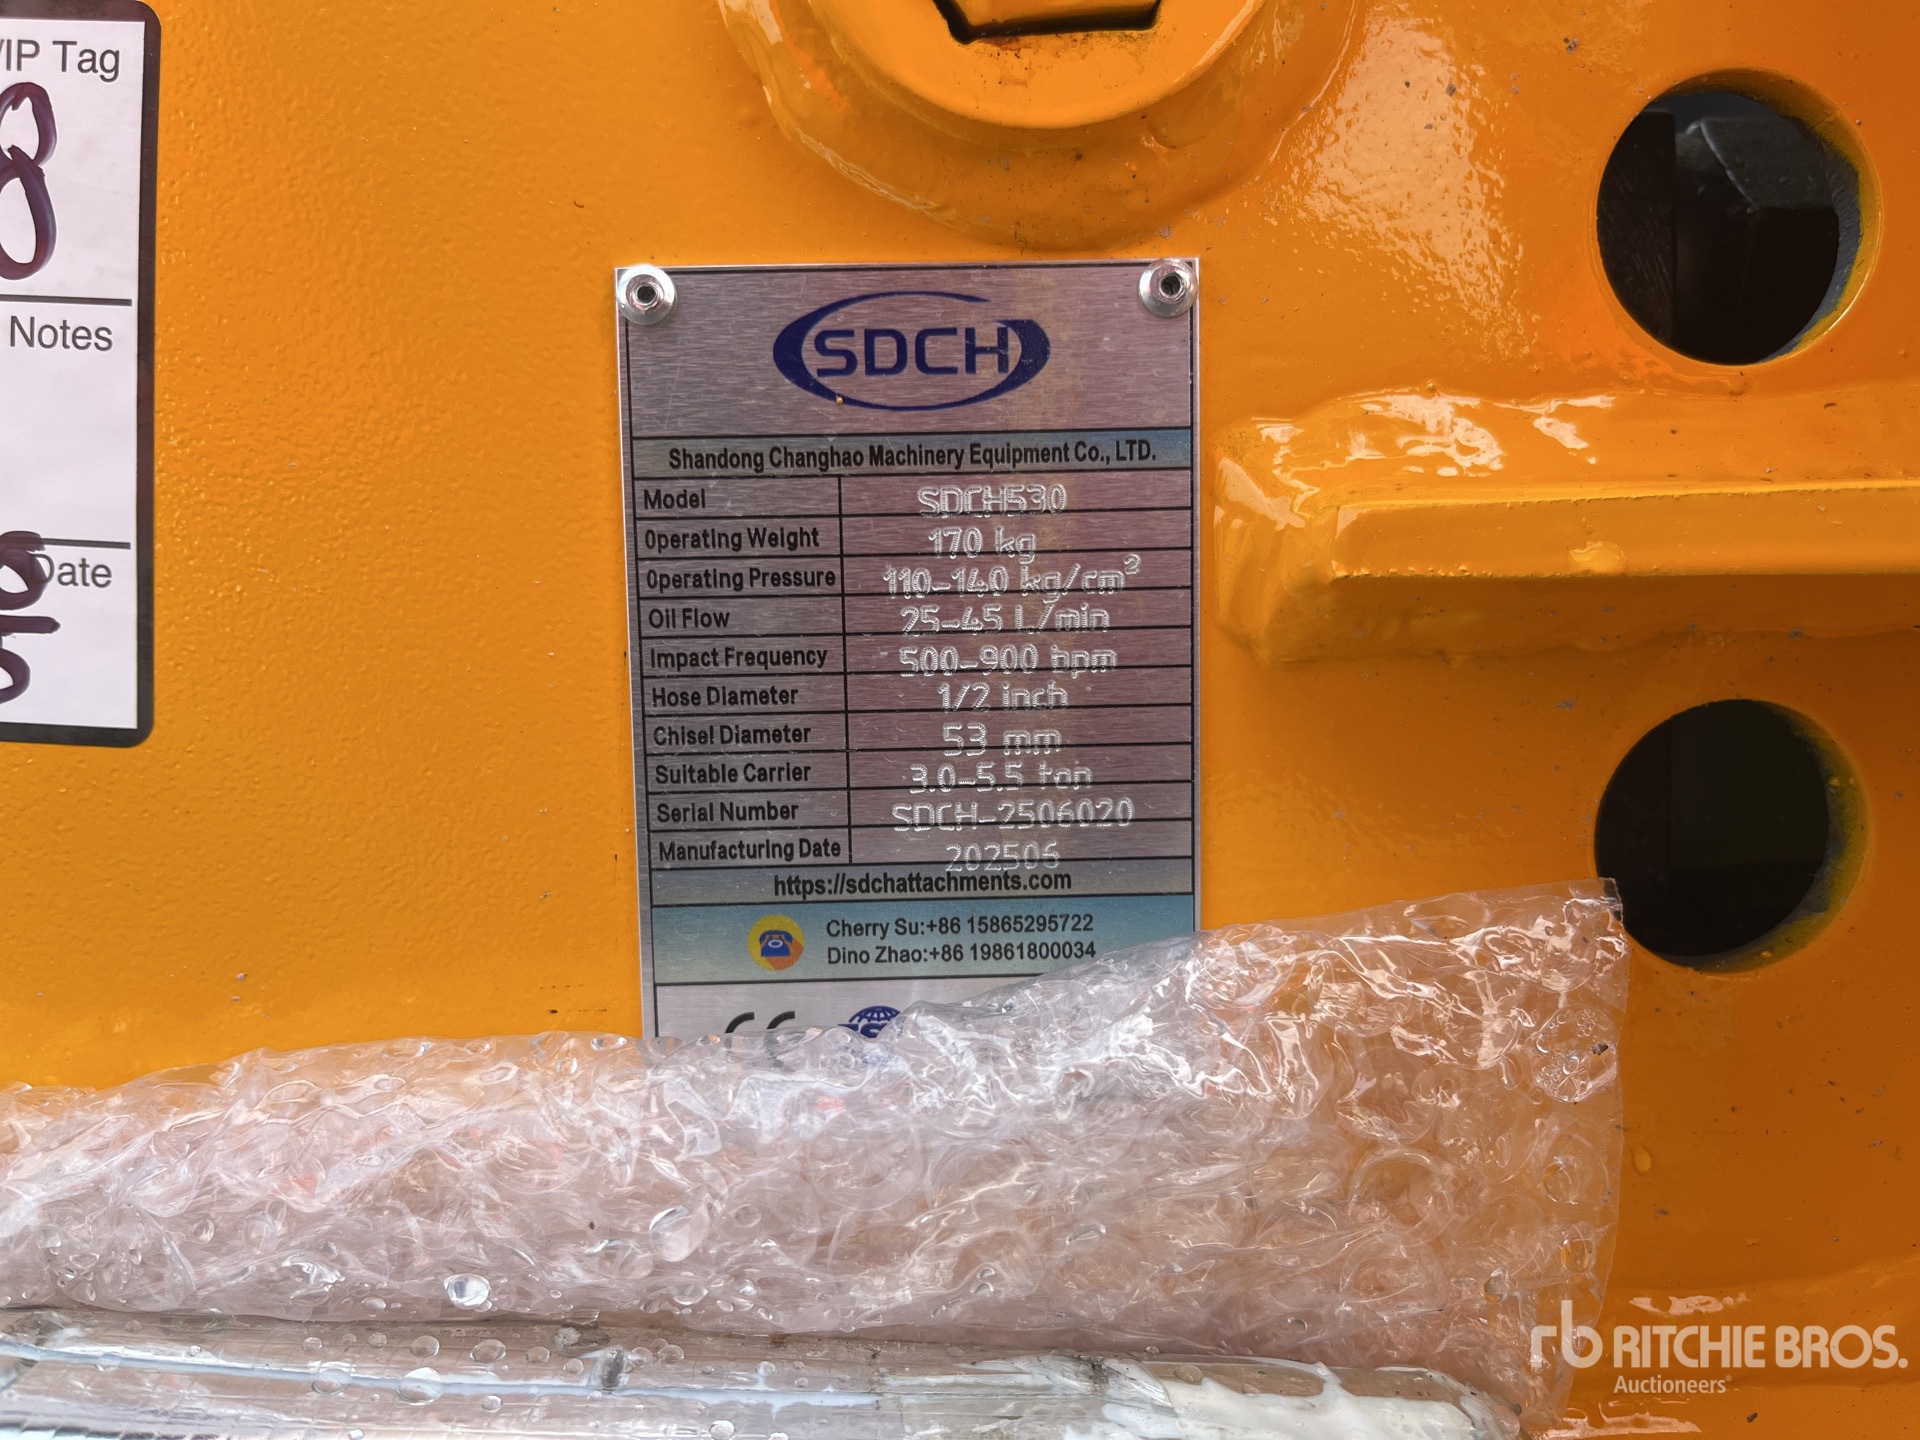 VIP Tag
Notes
Date
SDCH
Shandong Changhao Machinery Equipment Co., LTD.
Model SDCH530
Operating Weight 170 kg
Operating Pressure 110-140 kg/cm³
Oil Flow 25-45 L/min
Impact Frequency 500-900 bpm
Hose Diameter 1/2 inch
Chisel Diameter 53 mm
Suitable Carrier 3.0-5.5 ton
Serial Number SDCH-2506020
Manufacturing Date 202506
https://sdchattachments.com
Cherry Su:+86 15865295722
Dino Zhao:+86 19861800034
CE
rb RITCHIE BROS.
Auctioneers